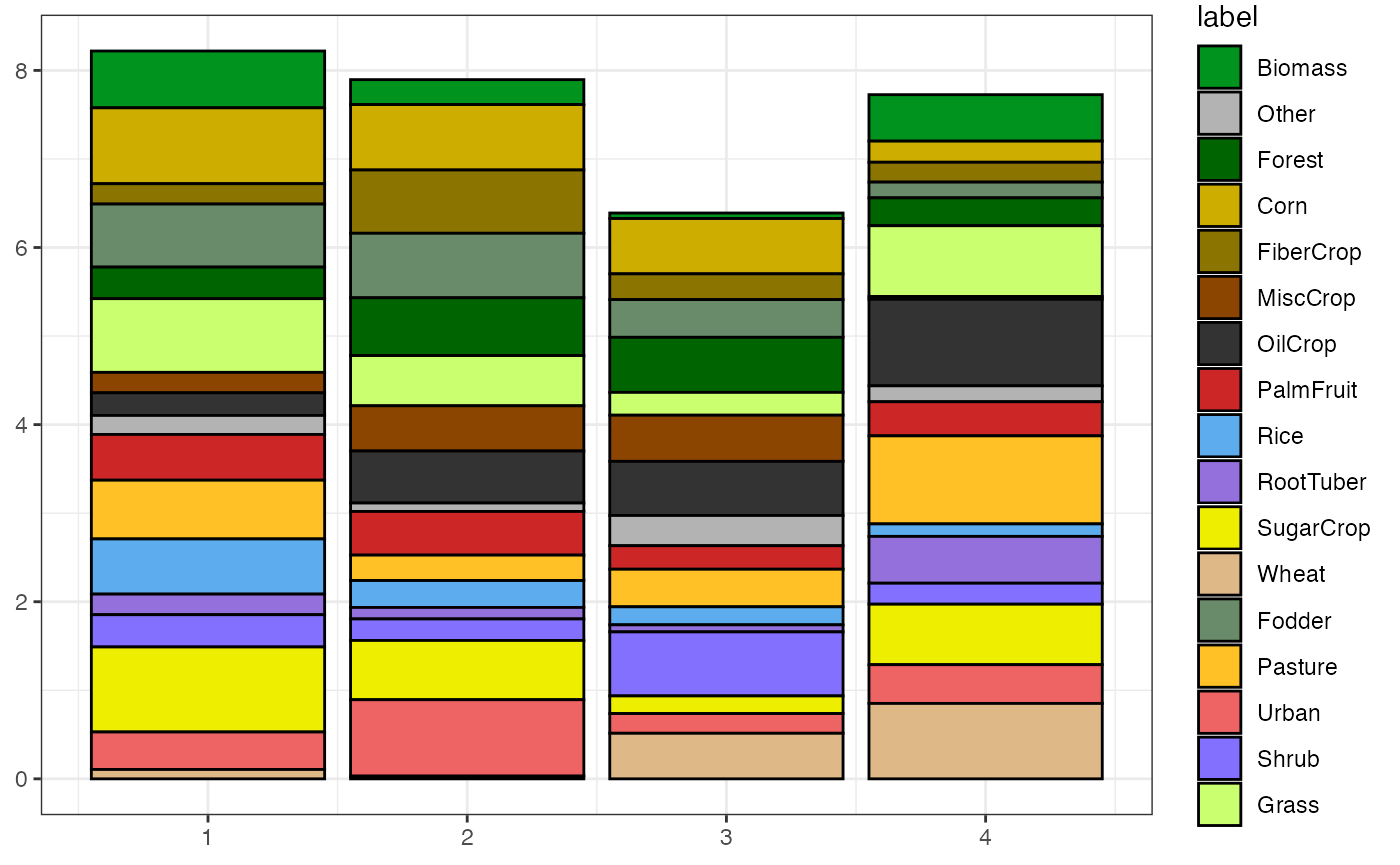 label
Biomass
Other
Forest
Corn
FiberCrop
MiscCrop
OilCrop
PalmFruit
Rice
RootTuber
SugarCrop
Wheat
Fodder
Pasture
Urban
Shrub
Grass
8
6
4
2
0
1 2 3 4